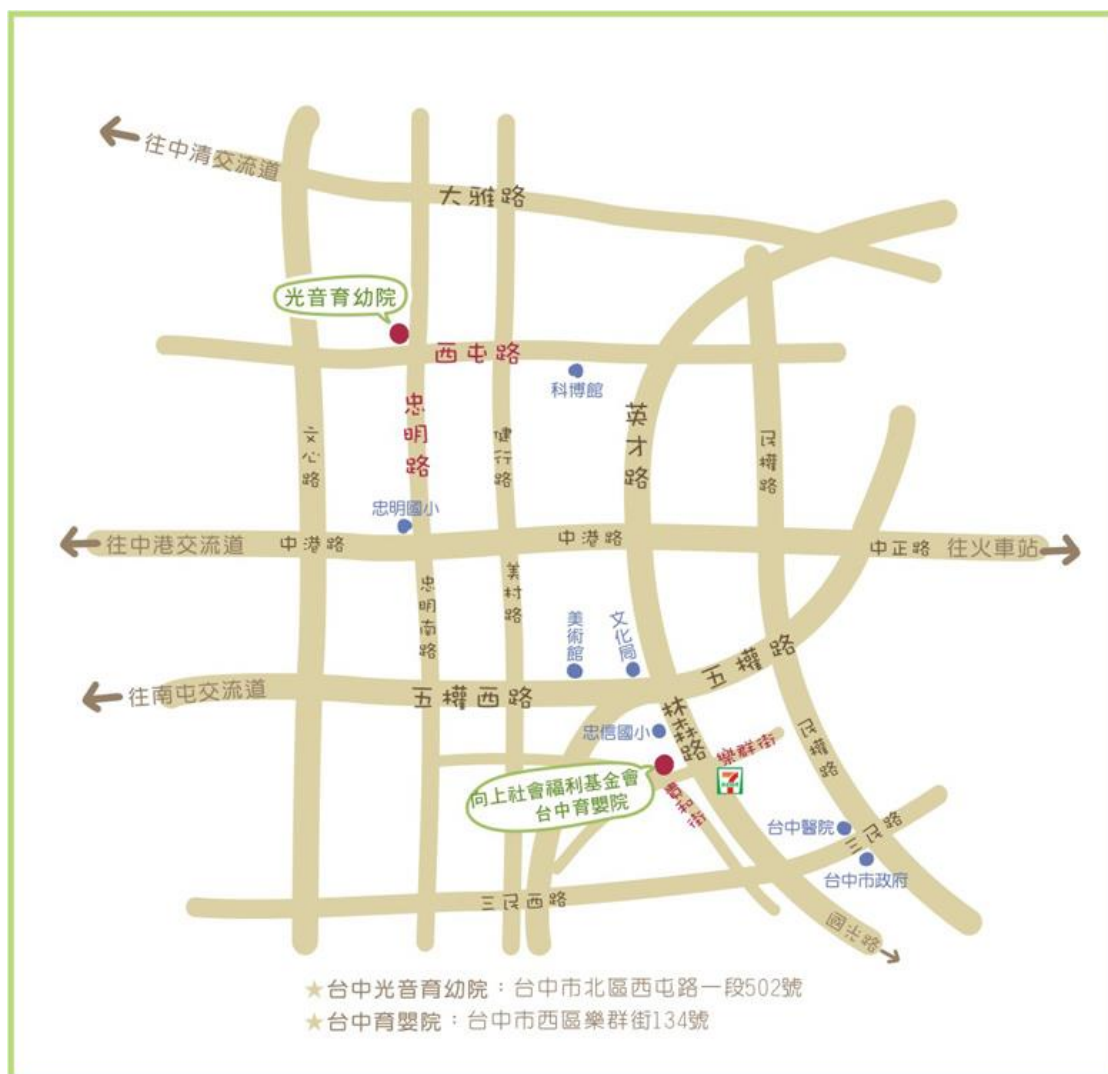 往中清交流道
大雅路
光音育幼院
西屯路
科博館
忠明路
文心路
健行路
英才路
民權路
忠明國小
往中港交流道
中港路
中港路
中正路
往火車站
忠明南路
美村路
美術館
文化局
五權路
往南屯交流道
五權西路
忠信國小
林森路
樂群街
民權路
向上社會福利基金會
台中育嬰院
貴和街
7
台中醫院
三民路
台中市政府
三民西路
國光路
★台中光音育幼院：台中市北區西屯路一段502號
★台中育嬰院：台中市西區樂群街134號